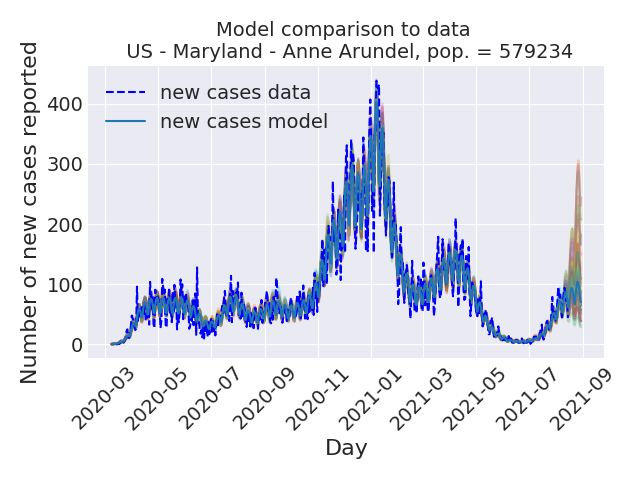 Model comparison to data
US - Maryland - Anne Arundel, pop. = 579234
Number of new cases reported
400
300
200
100
0
new cases data
new cases model
2020-03
2020-05
2020-07
2020-09
2020-11
2021-01
2021-03
2021-05
2021-07
2021-09
Day